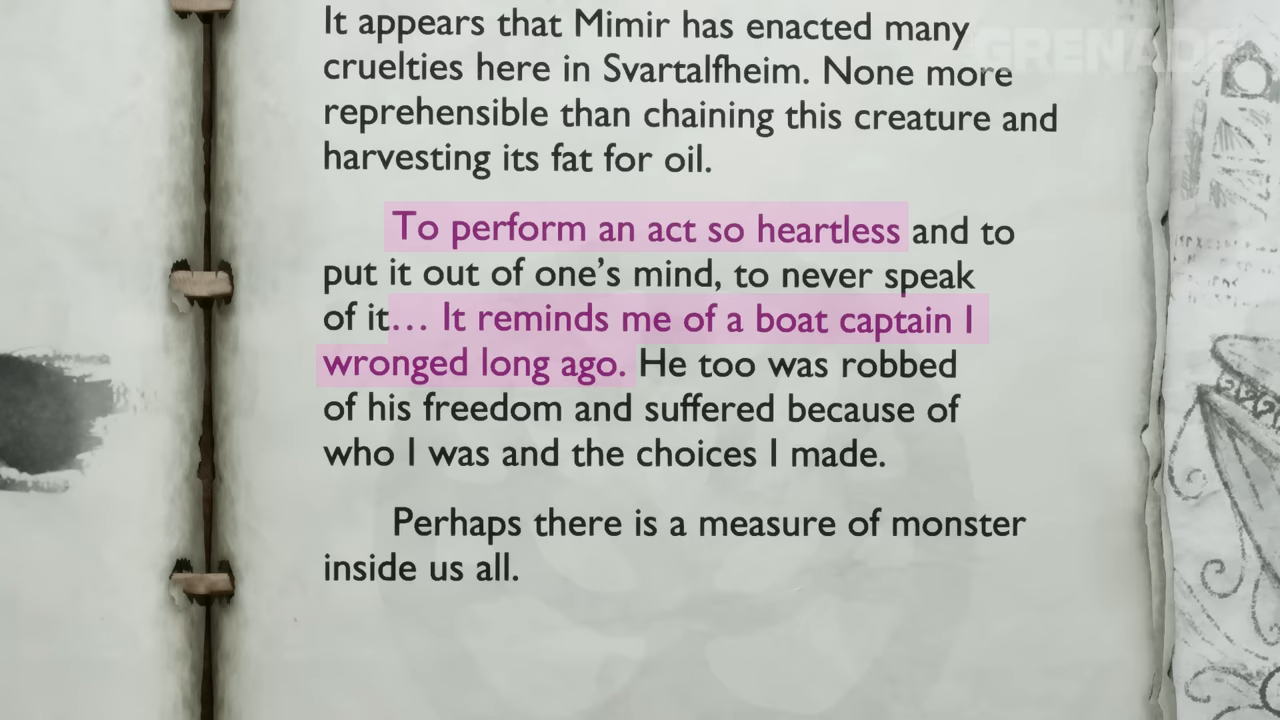 It appears that Mimir has enacted many
GRENADE
cruelties here in Svartalfheim. None more
reprehensible than chaining this creature and
harvesting its fat for oil.
To perform an act so heartless and to
put it out of one's mind, to never speak
of it... It reminds me of a boat captain I
wronged long ago. He too was robbed
of his freedom and suffered because of
who I was and the choices I made.
Perhaps there is a measure of monster
inside us all.